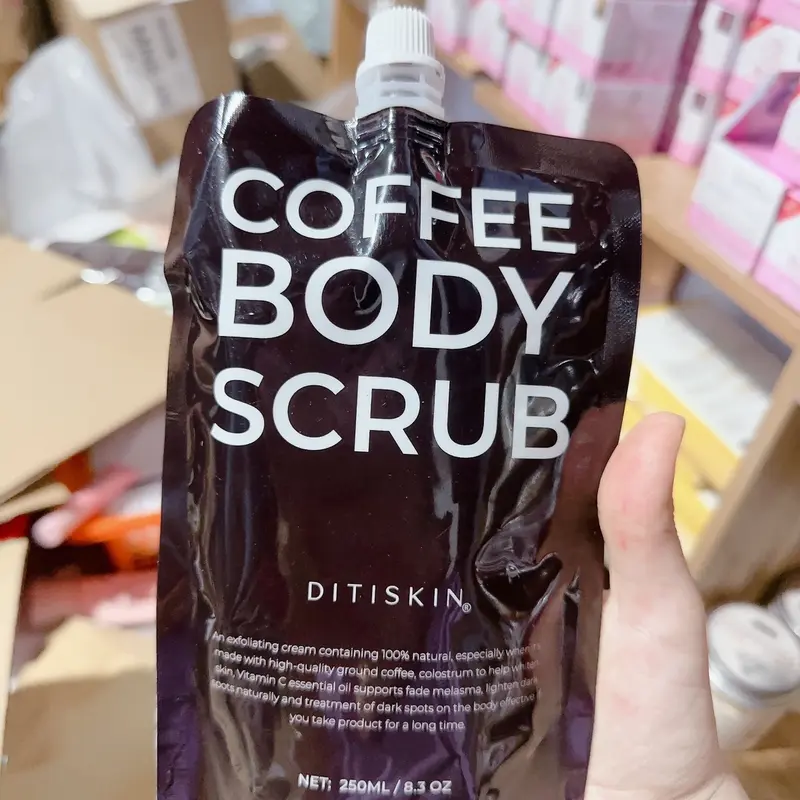 COFFEE
BODY
SCRUB
DITISKIN®
An exfoliating cream containing 100% natural, especially when
made with high-quality ground coffee, colostrum to help whiten
skin, Vitamin C essential oil supports fade melasma, lighten dark
spots naturally and treatment of dark spots on the body effective
you take product for a long time.
NET: 250ML / 8.3 OZ